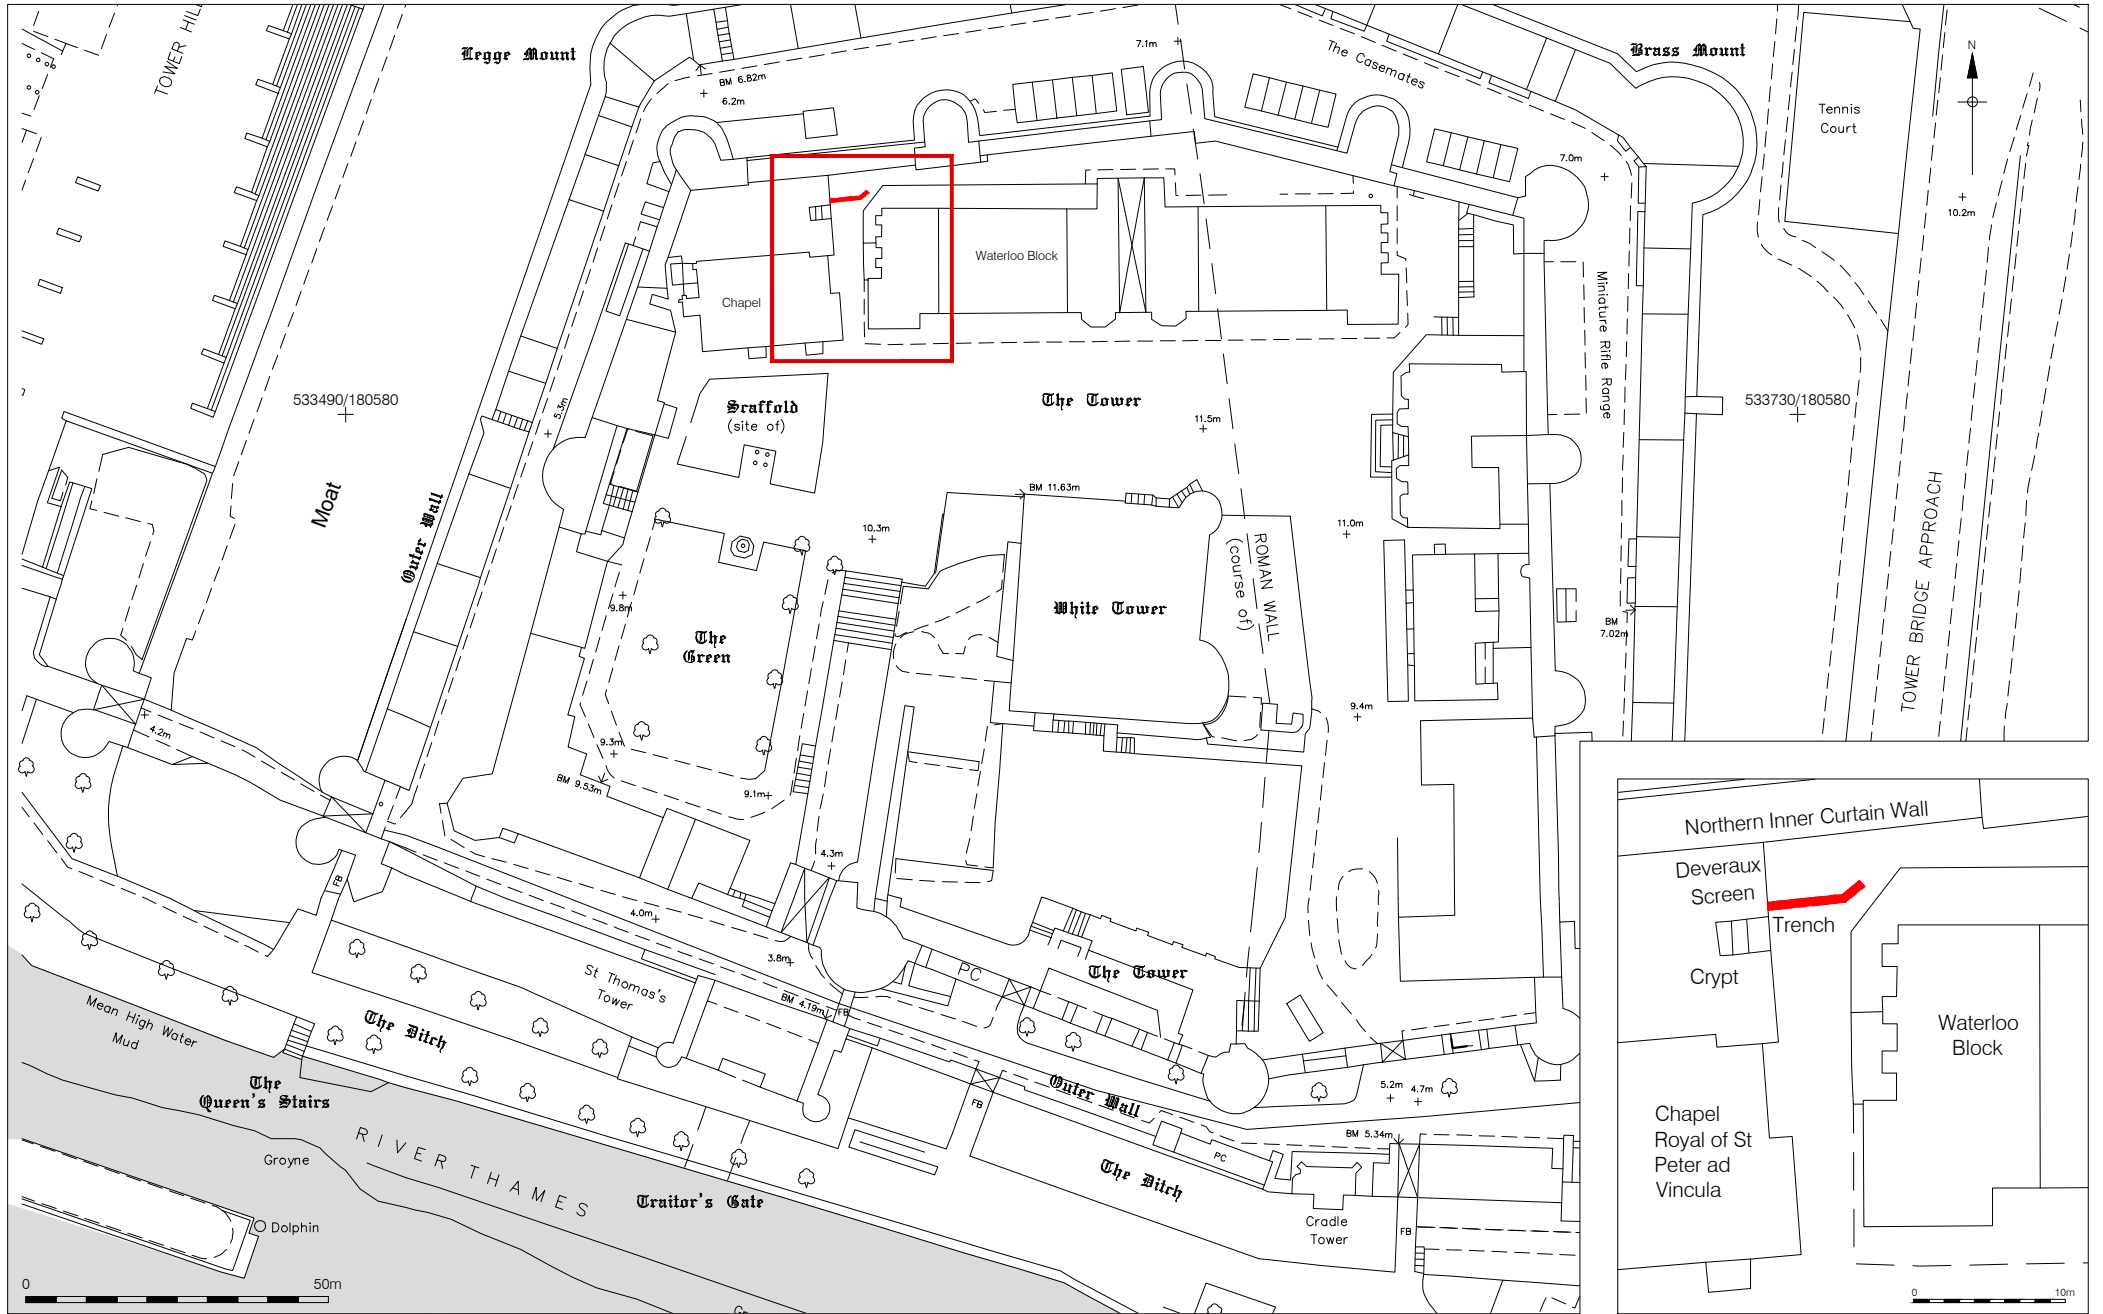 TOWER HILL
Legge Mount
BM 6.82m
6.2m
7.1m
The Casemates
Brass Mount
N
Tennis
Court
7.0m
10.2m
Waterloo Block
Chapel
Miniature Rifle Range
533490/180580
5.3m
Scaffold
(site of)
The Tower
11.5m
533730/180580
Moat
Outer Wall
BM 11.63m
10.3m
11.0m
ROMAN WALL
(course of)
TOWER BRIDGE APPROACH
9.8m
The
Green
White Tower
BM
7.02m
4.2m
9.3m
BM 9.53m
9.1m
9.4m
4.3m
FB
4.0m
3.8m
St Thomas's
Tower
BM 4.19m
FB
PC
The Tower
Mean High Water
Mud
The Ditch
The
Queen's Stairs
Outer Wall
FB
5.2m
4.7m
BM 5.34m
PC
RIVER THAMES
Groyne
The Ditch
Traitor's Gate
Dolphin
Cradle
Tower
FB
0
50m
Northern Inner Curtain Wall
Deveraux
Screen
Trench
Crypt
Waterloo
Block
Chapel
Royal of St
Peter ad
Vincula
0
10m